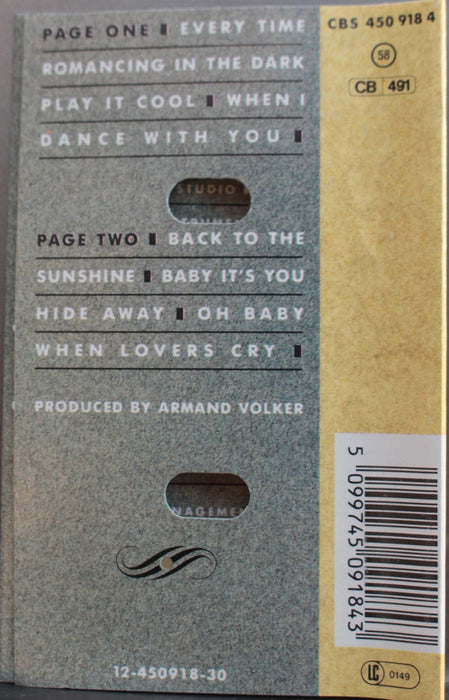 PAGE ONE ▮ EVERY TIME
ROMANCING IN THE DARK
PLAY IT COOL ▮ WHEN I
DANCE WITH YOU ▮
STUDIO
PAGE TWO ▮ BACK TO THE
SUNSHINE ▮ BABY IT'S YOU
HIDE AWAY ▮ OH BABY
WHEN LOVERS CRY ▮
PRODUCED BY ARMAND VOLKER
NAGEME
12-450918-30
CBS 450 918 4
58
CB 491
5 099745 091843
LC 0149